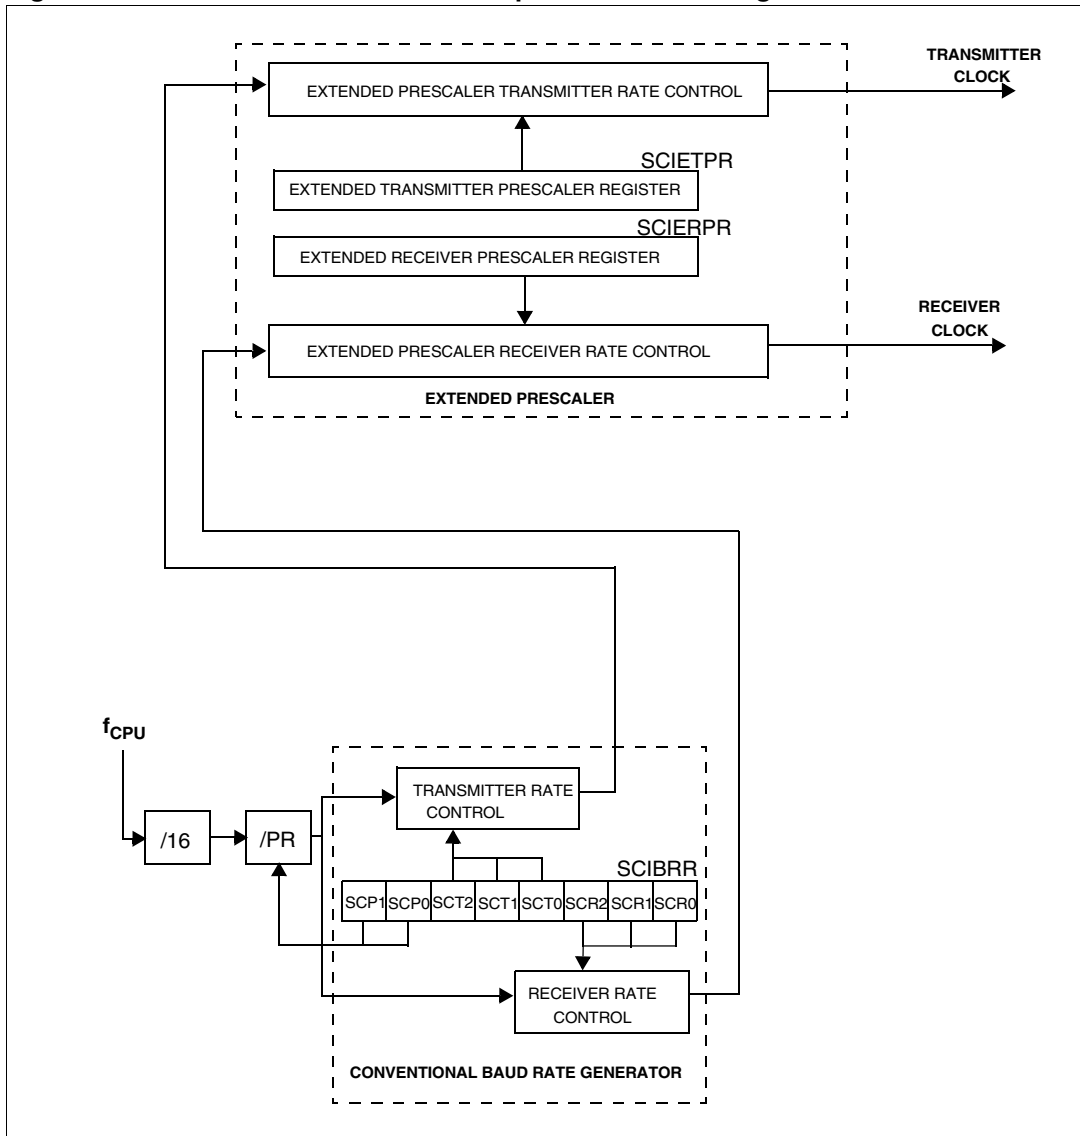 TRANSMITTER
CLOCK
EXTENDED PRESCALER TRANSMITTER RATE CONTROL
SCIETPR
EXTENDED TRANSMITTER PRESCALER REGISTER
SCIERPR
EXTENDED RECEIVER PRESCALER REGISTER
RECEIVER
CLOCK
EXTENDED PRESCALER RECEIVER RATE CONTROL
EXTENDED PRESCALER
fCPU
TRANSMITTER RATE
CONTROL
/16
/PR
SCIBRR
SCP1 SCP0 SCT2 SCT1 SCT0 SCR2 SCR1 SCR0
RECEIVER RATE
CONTROL
CONVENTIONAL BAUD RATE GENERATOR